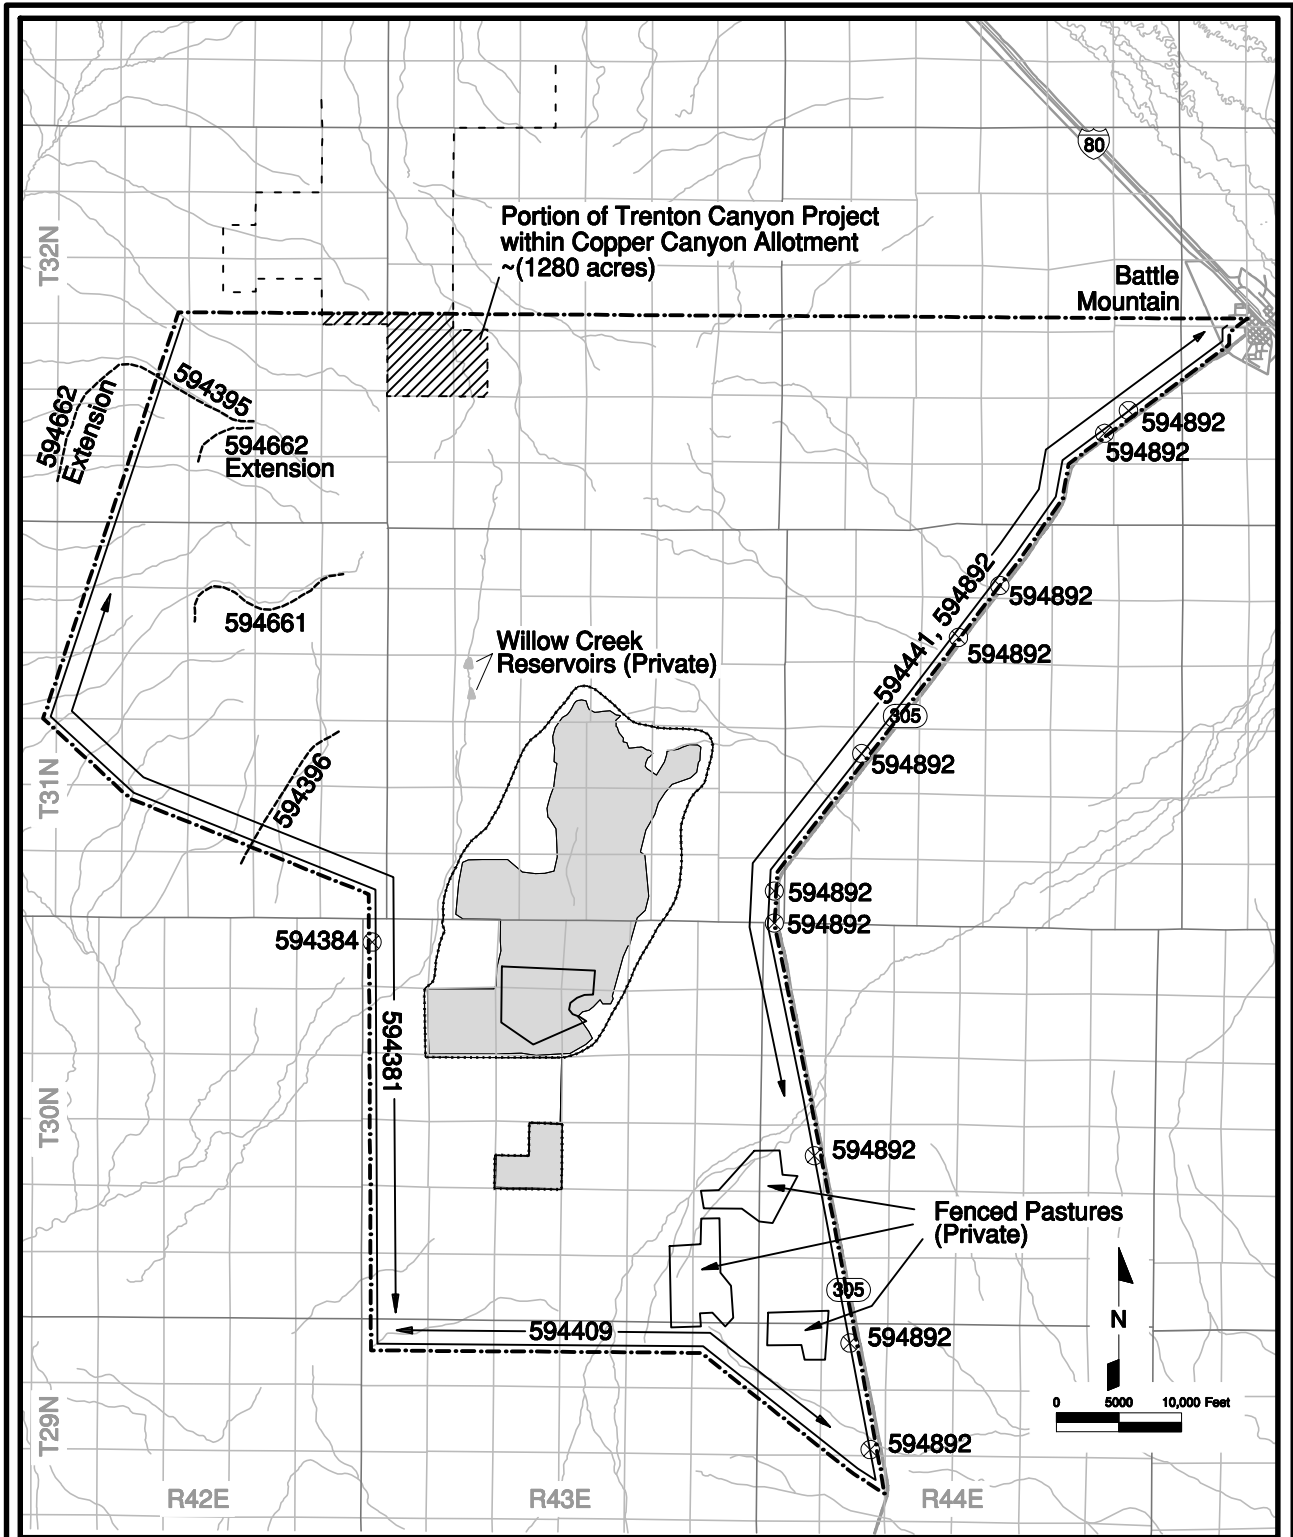 80
Portion of Trenton Canyon Project
within Copper Canyon Allotment
~(1280 acres)
T32N
Battle
Mountain
594395
594662
Extension
594662
Extension
594892
594892
594441, 594892
594892
594661
594892
Willow Creek
Reservoirs (Private)
305
594892
T31N
594396
594892
594892
594384
594381
T30N
594892
Fenced Pastures
(Private)
305
N
594409
594892
0 5000 10,000 Feet
T29N
594892
R42E R43E R44E